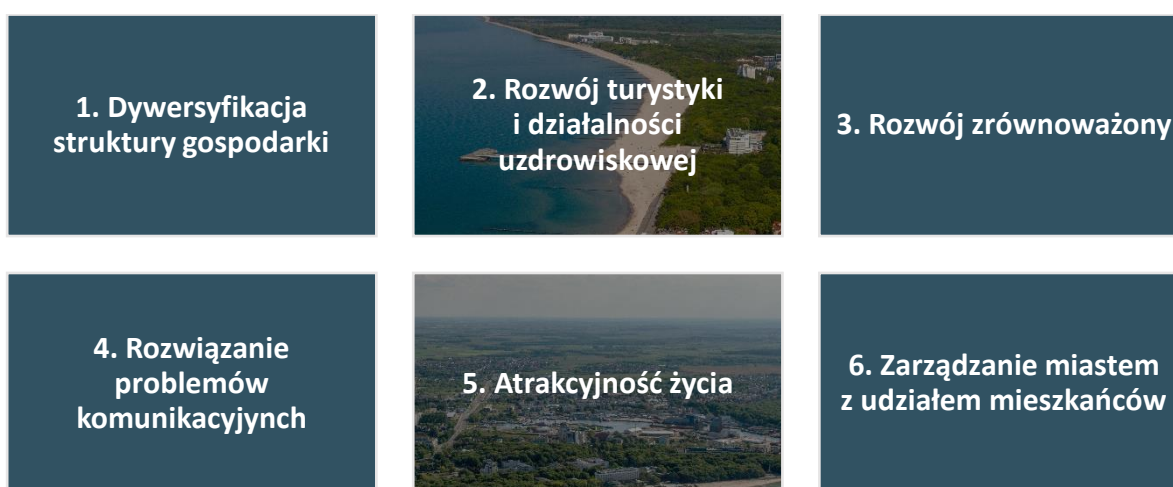 1. Dywersyfikacja
struktury gospodarki
2. Rozwój turystyki
i działalności
uzdrowiskowej
3. Rozwój zrównoważony
4. Rozwiązanie
problemów
komunikacyjynch
5. Atrakcyjność życia
6. Zarządzanie miastem
z udziałem mieszkańców